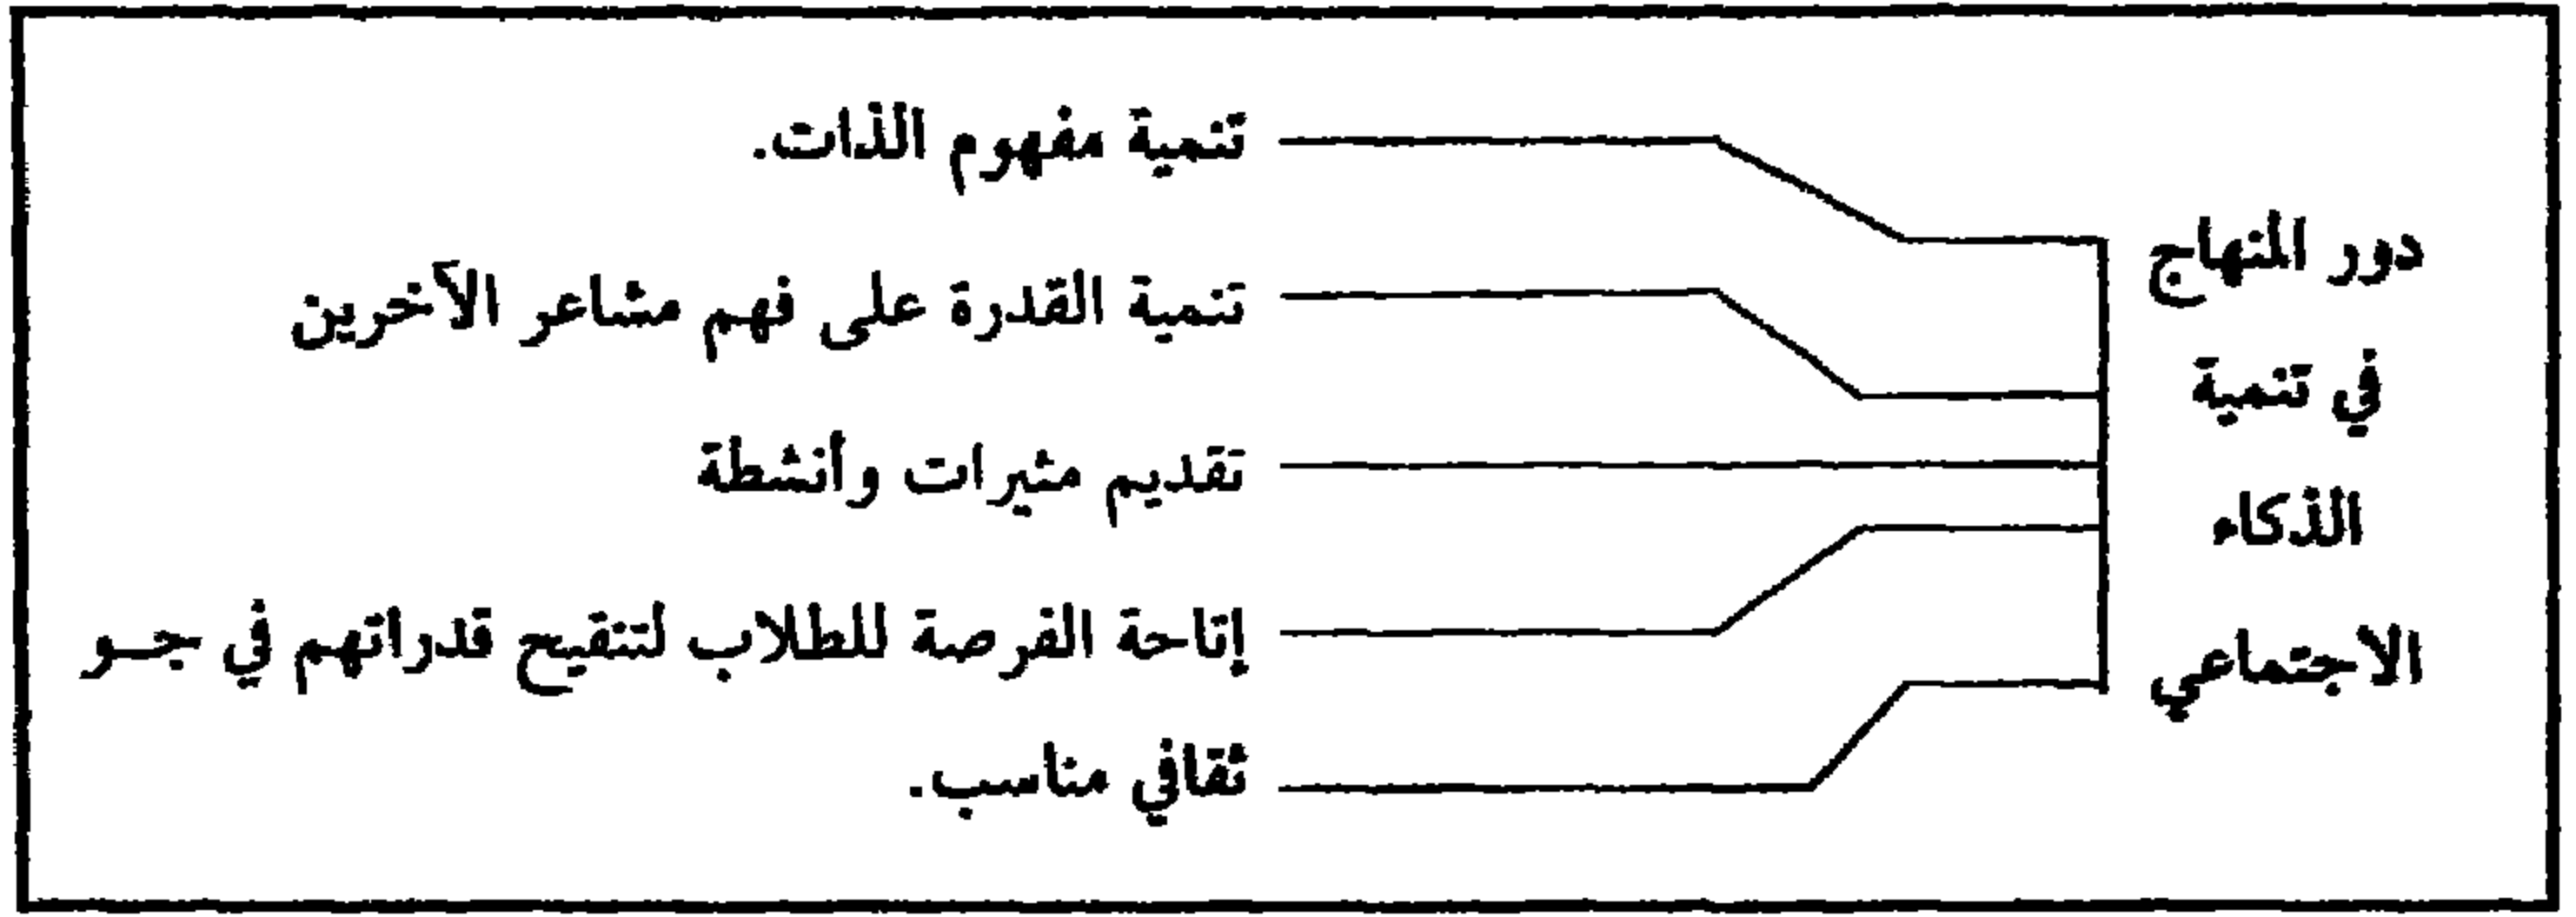 دور المنهاج
في تنمية
الذكاء
الاجتماعي
تنمية مفهوم الذات.
تنمية القدرة على فهم مشاعر الآخرين
تقديم مثيرات وأنشطة
إتاحة الفرصة للطلاب لتنقيح قدراتهم في جو
ثقافي مناسب.